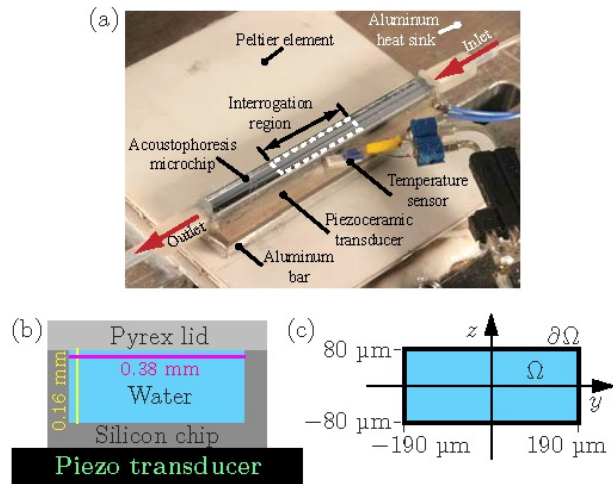 (a)
Aluminum
heat sink
Peltier element
Inlet
Interrogation
region
Acoustophoresis
microchip
Temperature
sensor
Piezoceramic
transducer
Outlet
Aluminum
bar
(b)
Pyrex lid
0.38 mm
0.16 mm
Water
Silicon chip
Piezo transducer
(c)
z
∂Ω
80 µm
Ω
y
−80 µm
−190 µm
190 µm